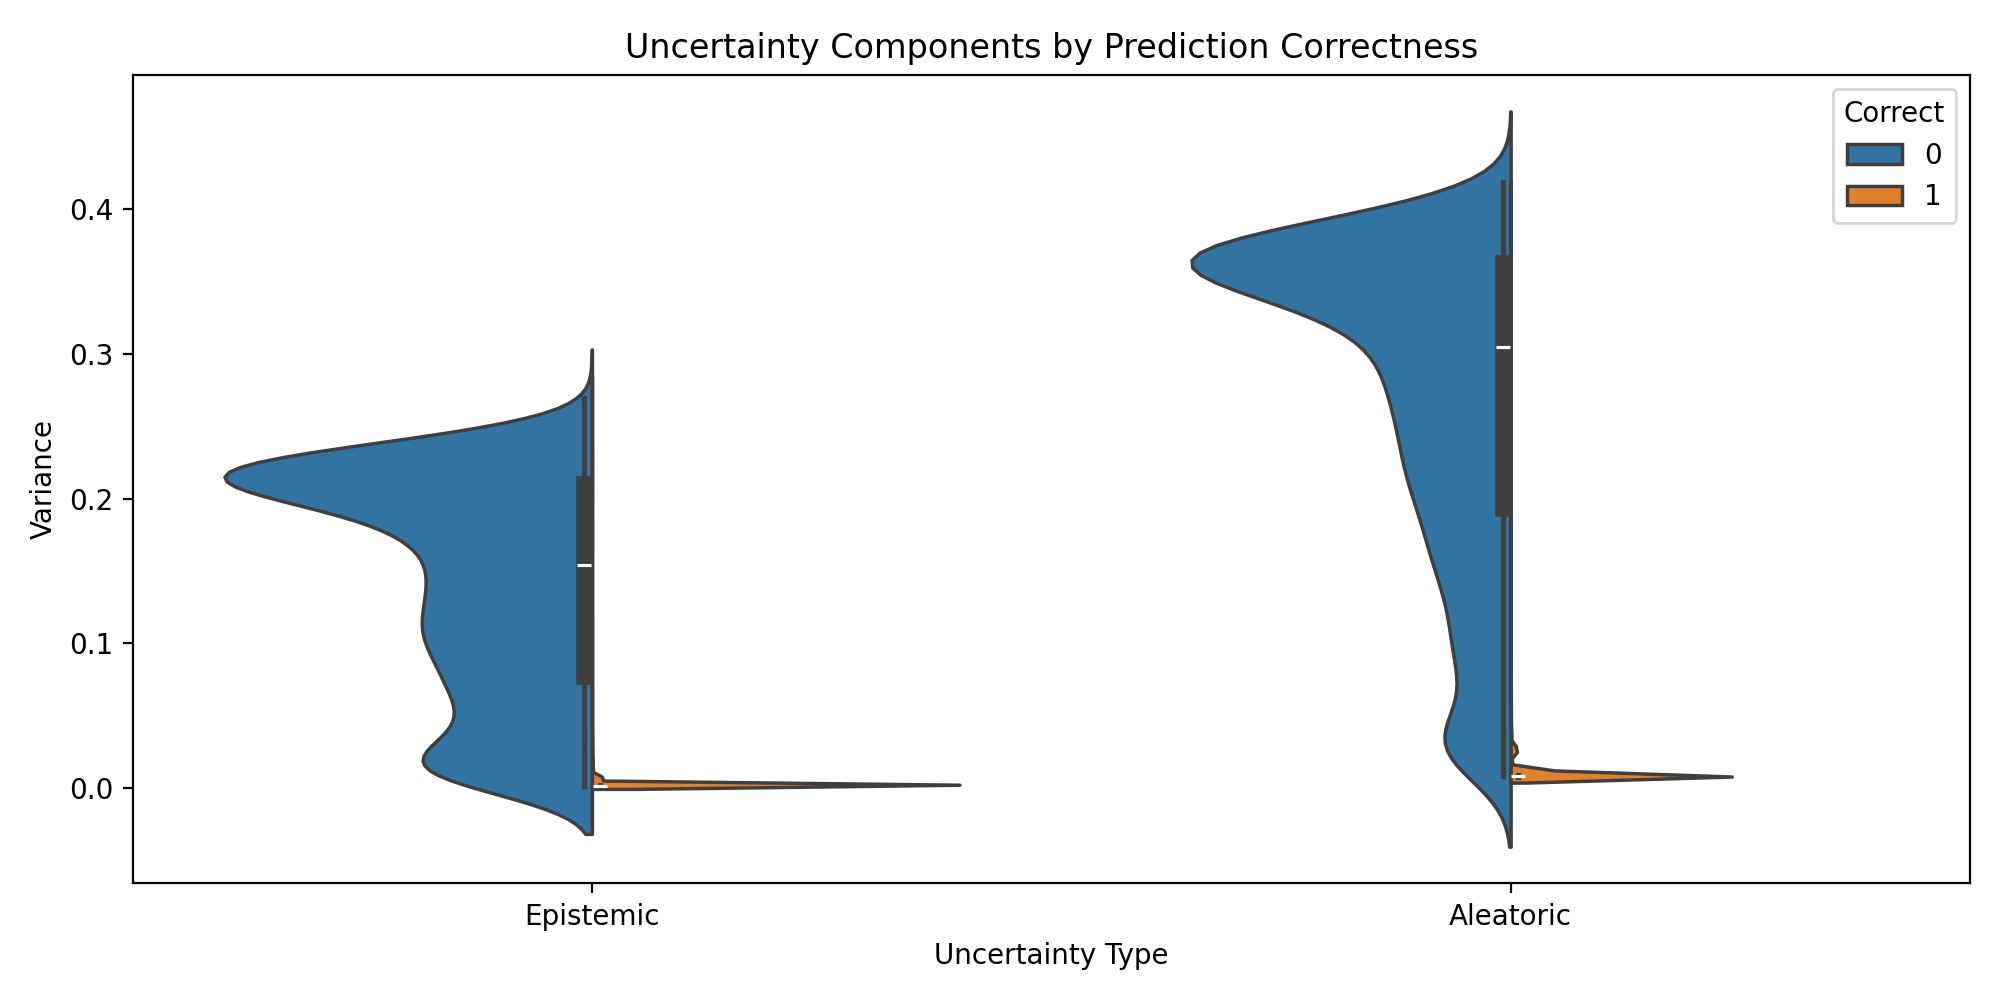 Uncertainty Components by Prediction Correctness
Correct
0
1
0.4
0.3
0.2
0.1
0.0
Variance
Epistemic
Aleatoric
Uncertainty Type